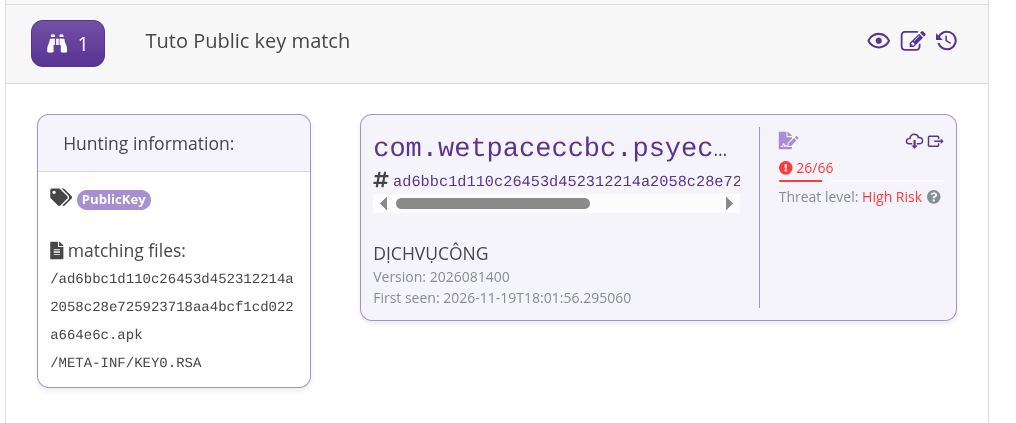 1 Tuto Public key match
Hunting information:
PublicKey
matching files:
/ad6bbc1d110c26453d452312214a
2058c28e725923718aa4bcf1cd022
a664e6c.apk
/META-INF/KEY0.RSA
com.wetpaceccbc.psyec…
# ad6bbc1d110c26453d452312214a2058c28e72
DỊCHVỤCÔNG
Version: 2026081400
First seen: 2026-11-19T18:01:56.295060
26/66
Threat level: High Risk